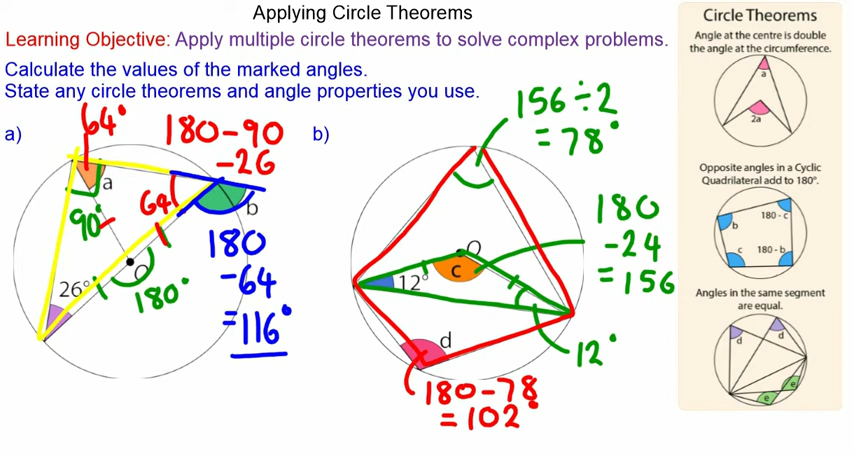 Applying Circle Theorems
Learning Objective: Apply multiple circle theorems to solve complex problems.
Calculate the values of the marked angles.
State any circle theorems and angle properties you use.
a)
64°
180-90
-26
a
64
b
90°
O
26°
180°
180
-64
=116°
b)
156÷2
=78°
O
180
-24
=156
12°
c
12°
d
180-78
=102°
Circle Theorems
Angle at the centre is double
the angle at the circumference.
a
2a
Opposite angles in a Cyclic
Quadrilateral add to 180°.
180-c
b
c
180-b
Angles in the same segment
are equal.
d
d
e
e